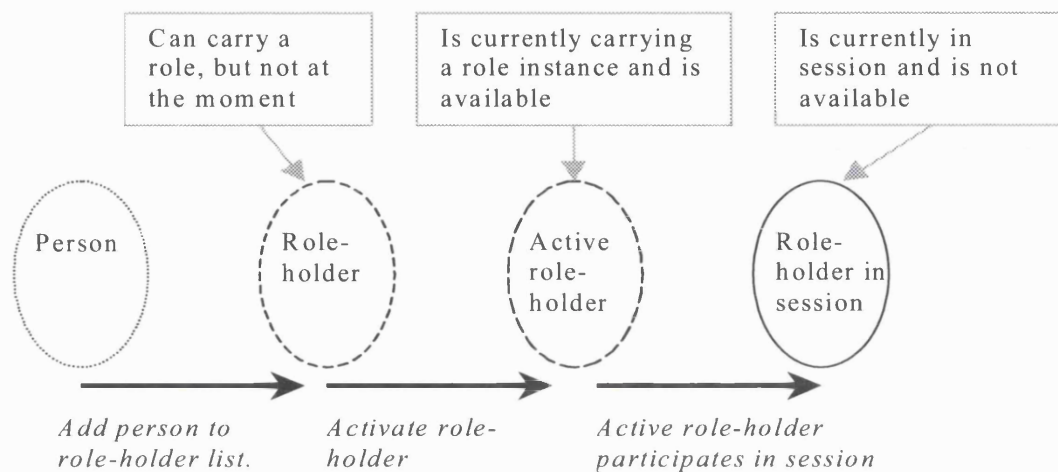 Can carry a
role, but not at
the moment
Is currently carrying
a role instance and is
available
Is currently in
session and is not
available
Person
Role-
holder
Active
role-
holder
Role-
holder in
session
Add person to
role-holder list.
Activate role-
holder
Active role-holder
participates in session